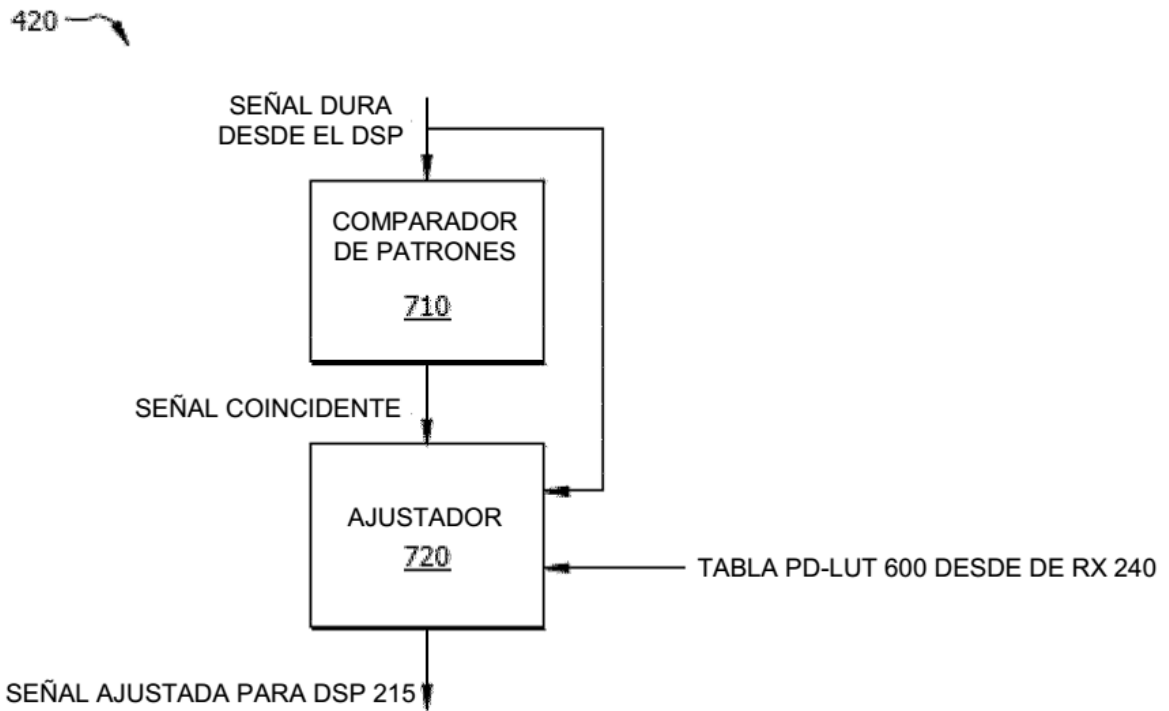 420
SEÑAL DURA
DESDE EL DSP
COMPARADOR
DE PATRONES
710
SEÑAL COINCIDENTE
AJUSTADOR
720
TABLA PD-LUT 600 DESDE DE RX 240
SEÑAL AJUSTADA PARA DSP 215